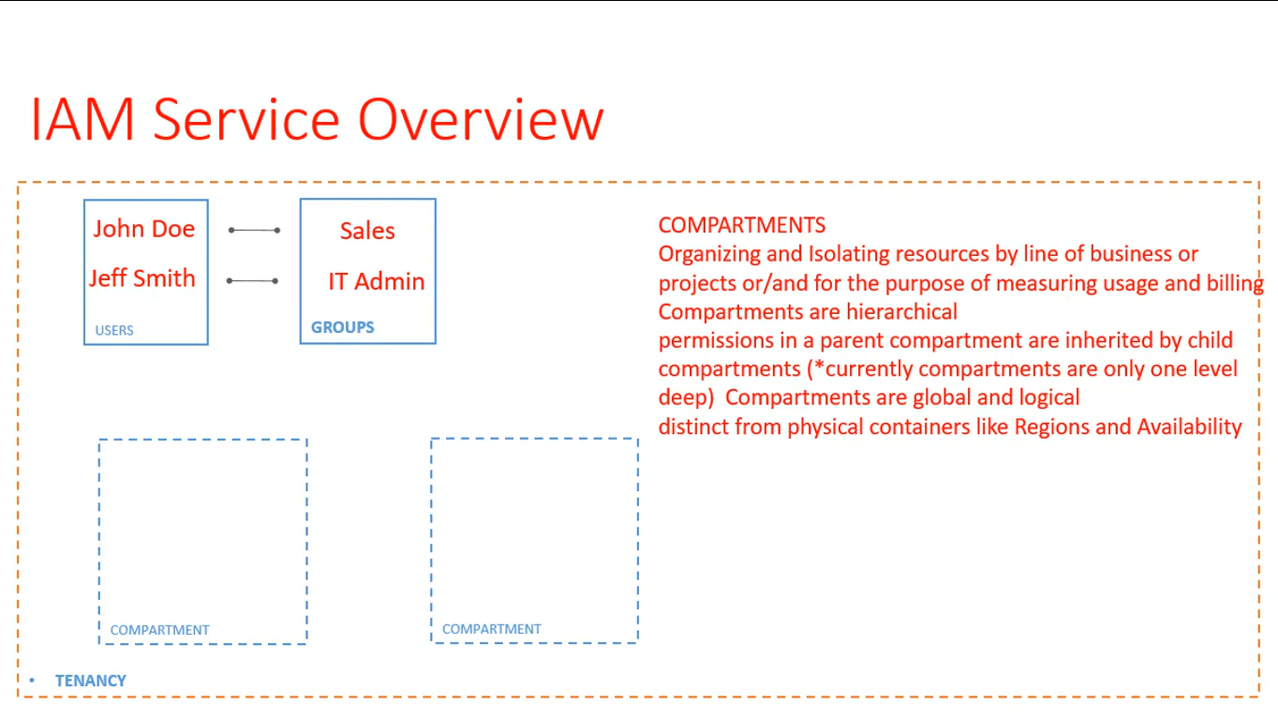 IAM Service Overview
John Doe
Sales
Jeff Smith
IT Admin
USERS
GROUPS
COMPARTMENTS
Organizing and Isolating resources by line of business or
projects or/and for the purpose of measuring usage and billing
Compartments are hierarchical
permissions in a parent compartment are inherited by child
compartments (*currently compartments are only one level
deep)  Compartments are global and logical
distinct from physical containers like Regions and Availability
COMPARTMENT
COMPARTMENT
• TENANCY